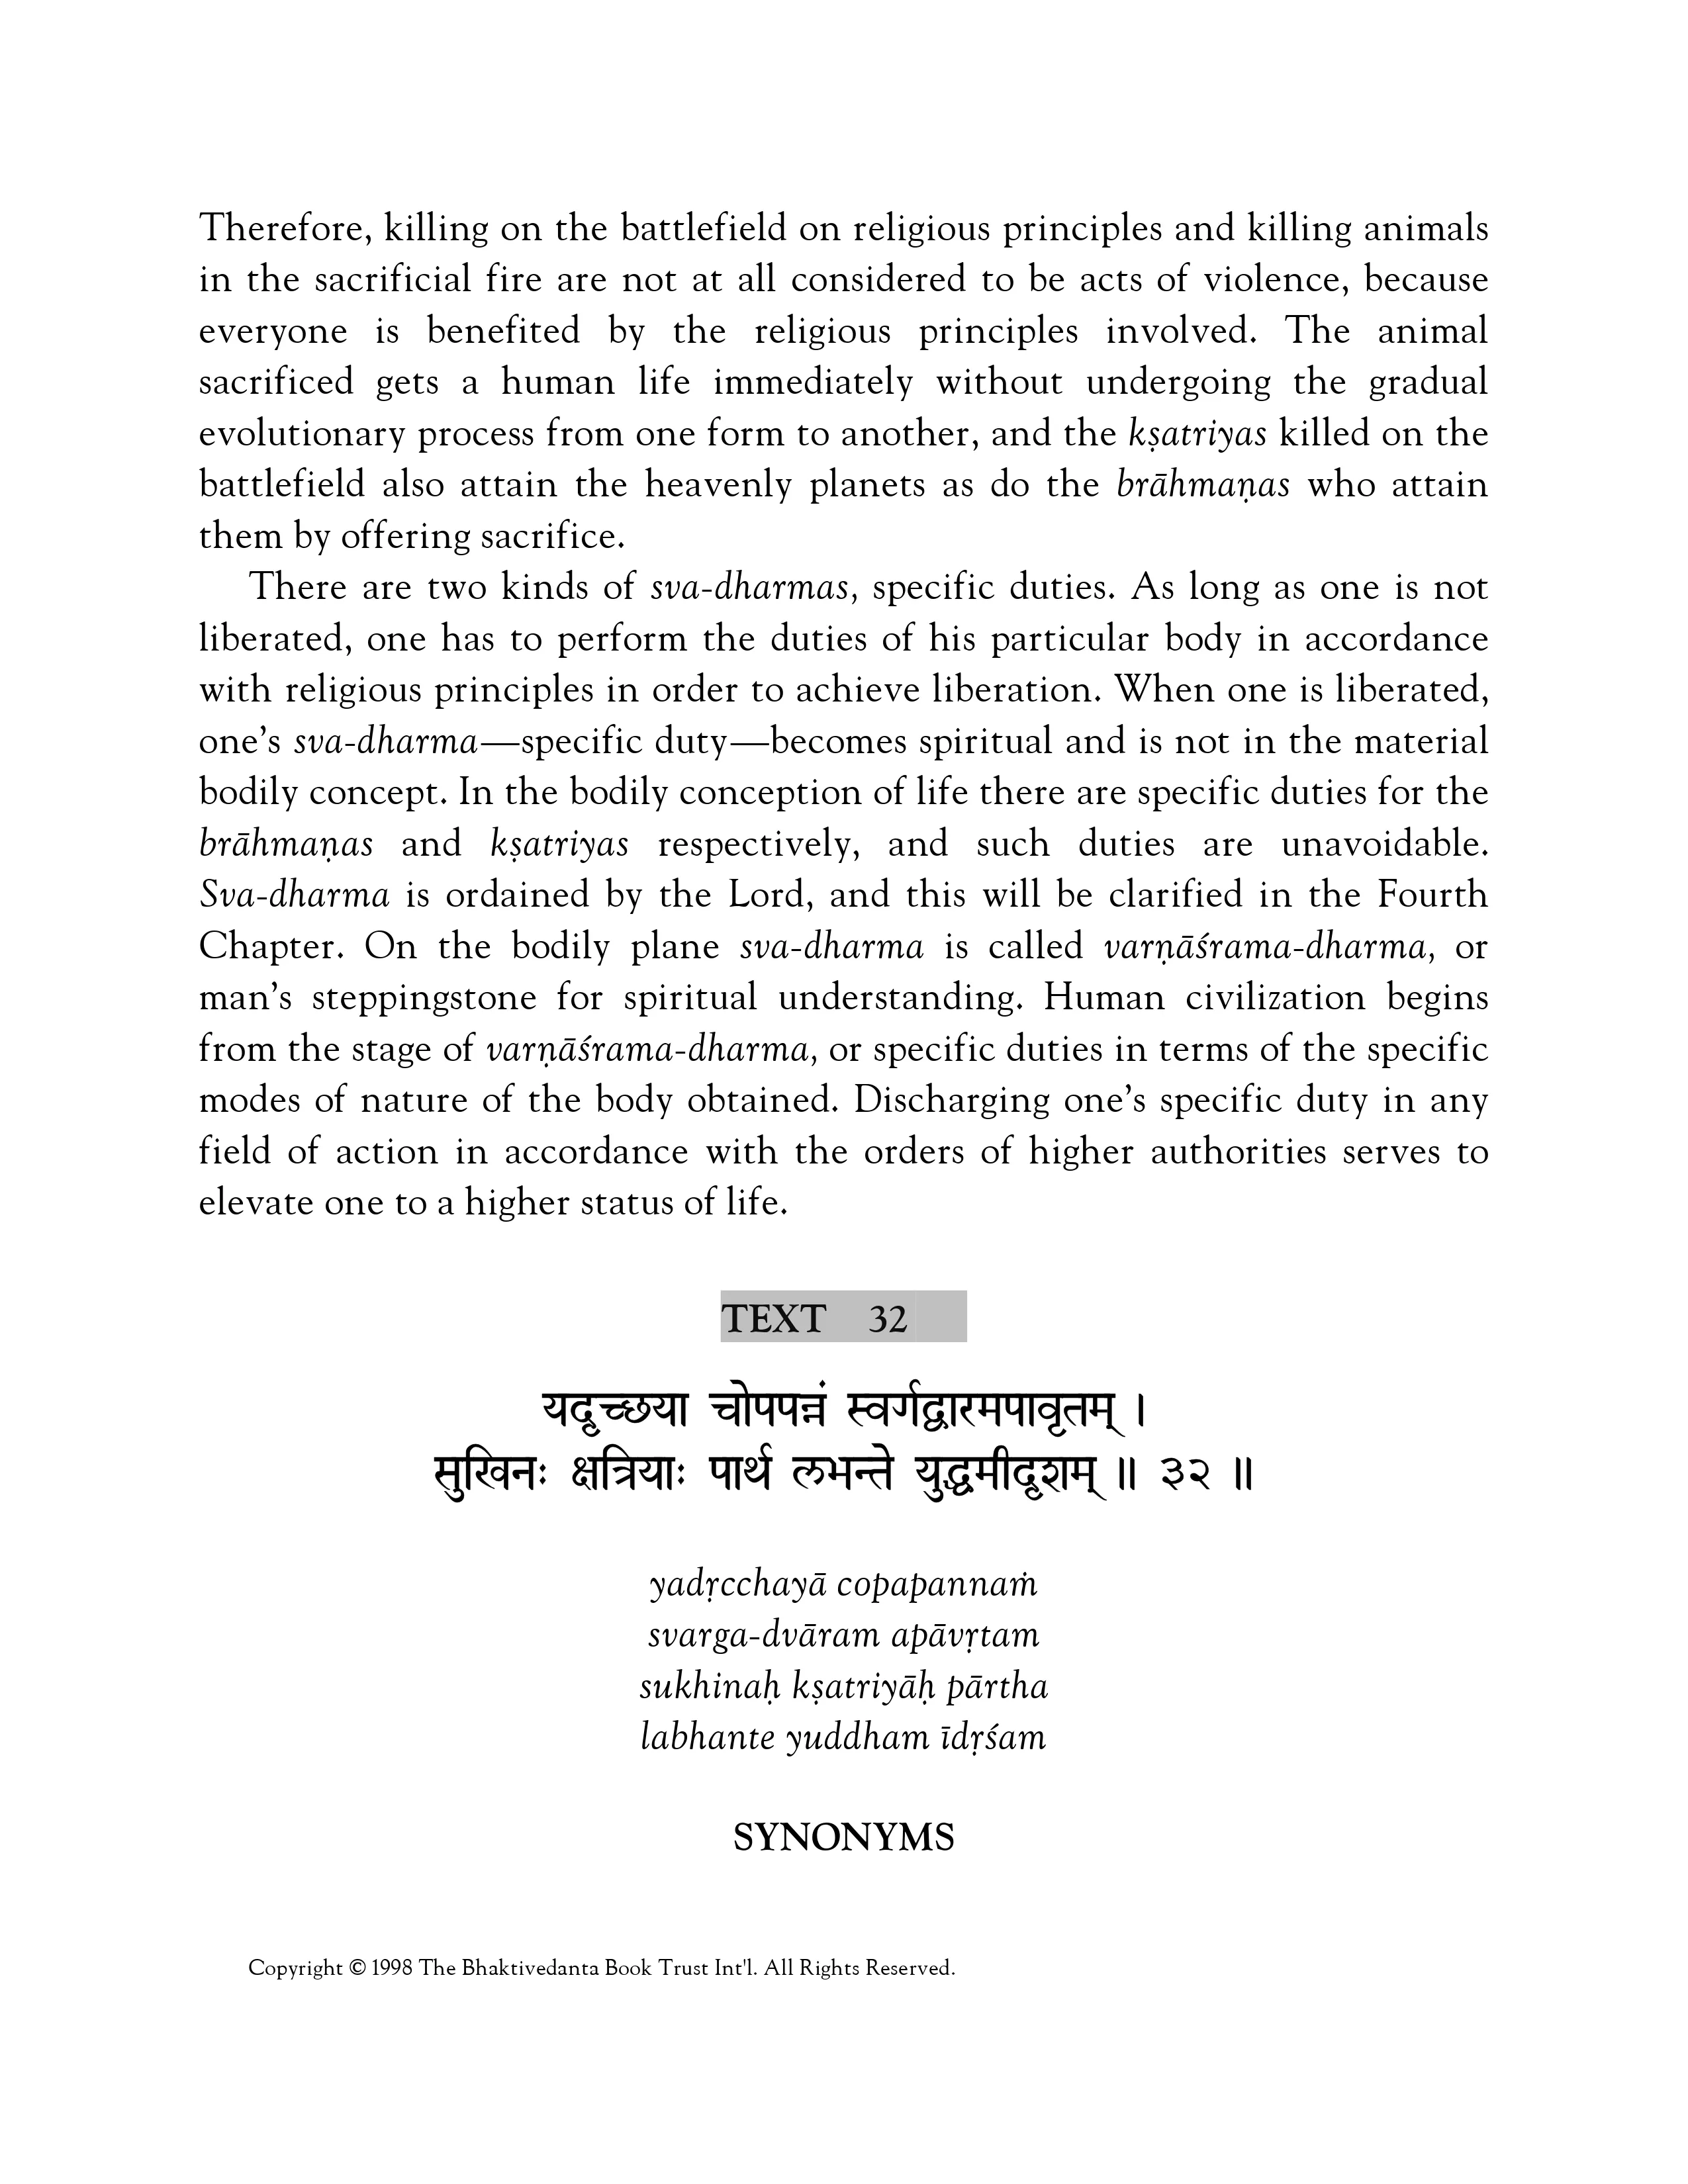 Therefore, killing on the battlefield on religious principles and killing animals
in the sacrificial fire are not at all considered to be acts of violence, because
everyone is benefited by the religious principles involved. The animal
sacrificed gets a human life immediately without undergoing the gradual
evolutionary process from one form to another, and the kṣatriyas killed on the
battlefield also attain the heavenly planets as do the brāhmaṇas who attain
them by offering sacrifice.
There are two kinds of sva-dharmas, specific duties. As long as one is not
liberated, one has to perform the duties of his particular body in accordance
with religious principles in order to achieve liberation. When one is liberated,
one’s sva-dharma—specific duty—becomes spiritual and is not in the material
bodily concept. In the bodily conception of life there are specific duties for the
brāhmaṇas and kṣatriyas respectively, and such duties are unavoidable.
Sva-dharma is ordained by the Lord, and this will be clarified in the Fourth
Chapter. On the bodily plane sva-dharma is called varṇāśrama-dharma, or
man’s steppingstone for spiritual understanding. Human civilization begins
from the stage of varṇāśrama-dharma, or specific duties in terms of the specific
modes of nature of the body obtained. Discharging one’s specific duty in any
field of action in accordance with the orders of higher authorities serves to
elevate one to a higher status of life.
TEXT 32
यदृच्छया चोपपन्नं स्वर्गद्वारमपावृतम् ।
सुखिनः क्षत्रियाः पार्थ लभन्ते युद्धमीदृशम् ॥ ३२ ॥
yadṛcchayā copapannaṁ
svarga-dvāram apāvṛtam
sukhinaḥ kṣatriyāḥ pārtha
labhante yuddham īdṛśam
SYNONYMS
Copyright © 1998 The Bhaktivedanta Book Trust Int'l. All Rights Reserved.